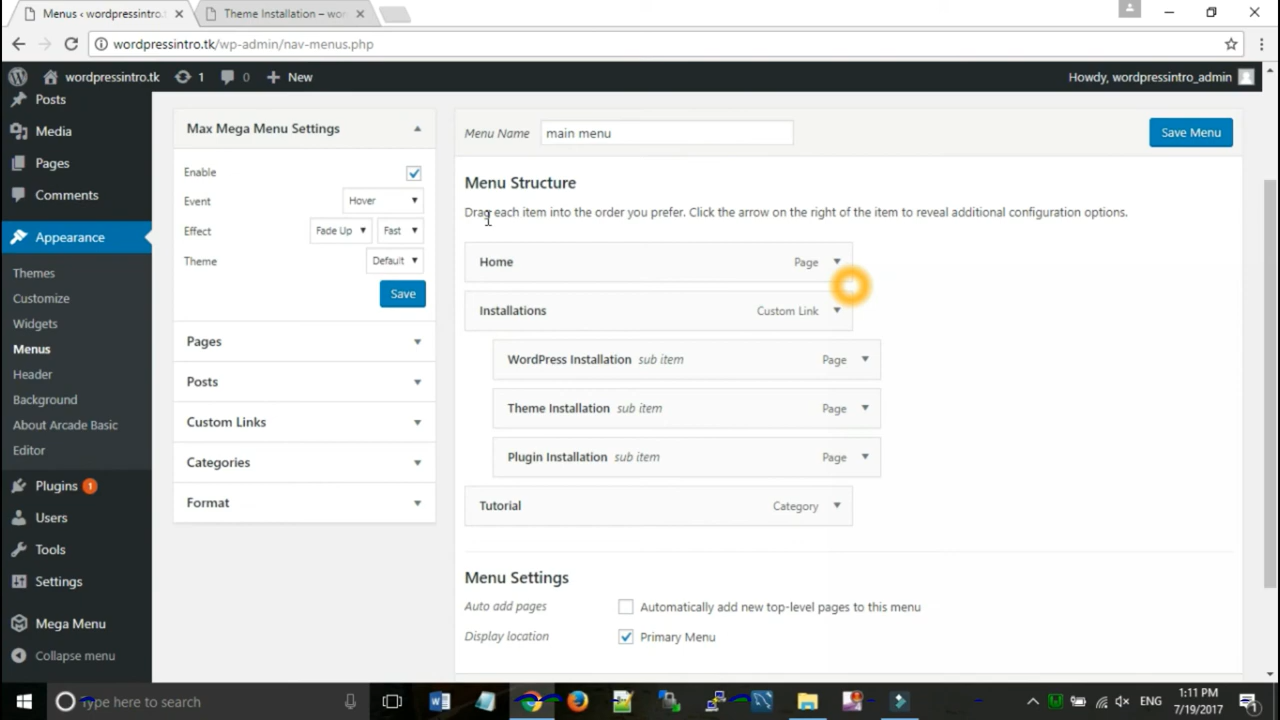 Menus ‹ wordpressintro.
Theme Installation – wor
wordpressintro.tk/wp-admin/nav-menus.php
wordpressintro.tk 1 0 New
Howdy, wordpressintro_admin
Posts
Media
Pages
Comments
Appearance
Themes
Customize
Widgets
Menus
Header
Background
About Arcade Basic
Editor
Plugins 1
Users
Tools
Settings
Mega Menu
Collapse menu
Max Mega Menu Settings
Enable
Event Hover
Effect Fade Up Fast
Theme Default
Save
Pages
Posts
Custom Links
Categories
Format
Menu Name main menu Save Menu
Menu Structure
Drag each item into the order you prefer. Click the arrow on the right of the item to reveal additional configuration options.
Home Page
Installations Custom Link
WordPress Installation sub item Page
Theme Installation sub item Page
Plugin Installation sub item Page
Tutorial Category
Menu Settings
Auto add pages Automatically add new top-level pages to this menu
Display location Primary Menu
Type here to search
ENG
1:11 PM
7/19/2017
1